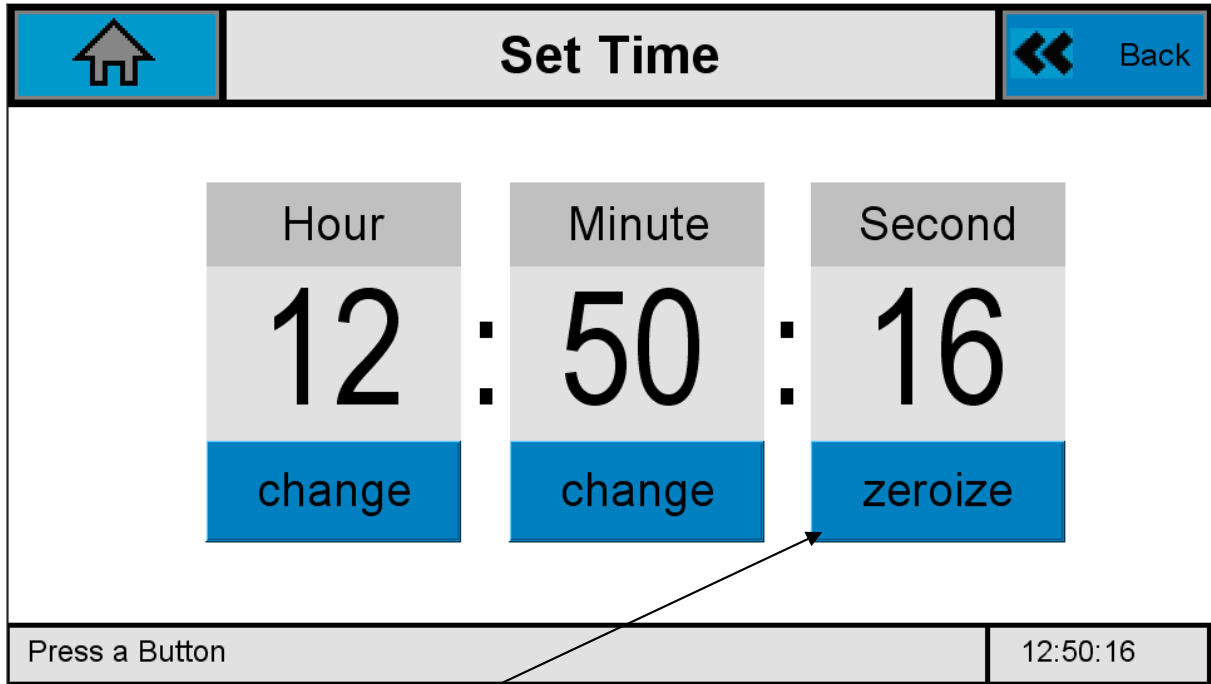 Set Time
Back
Hour Minute Second
12 : 50 : 16
change change zeroize
Press a Button 12:50:16